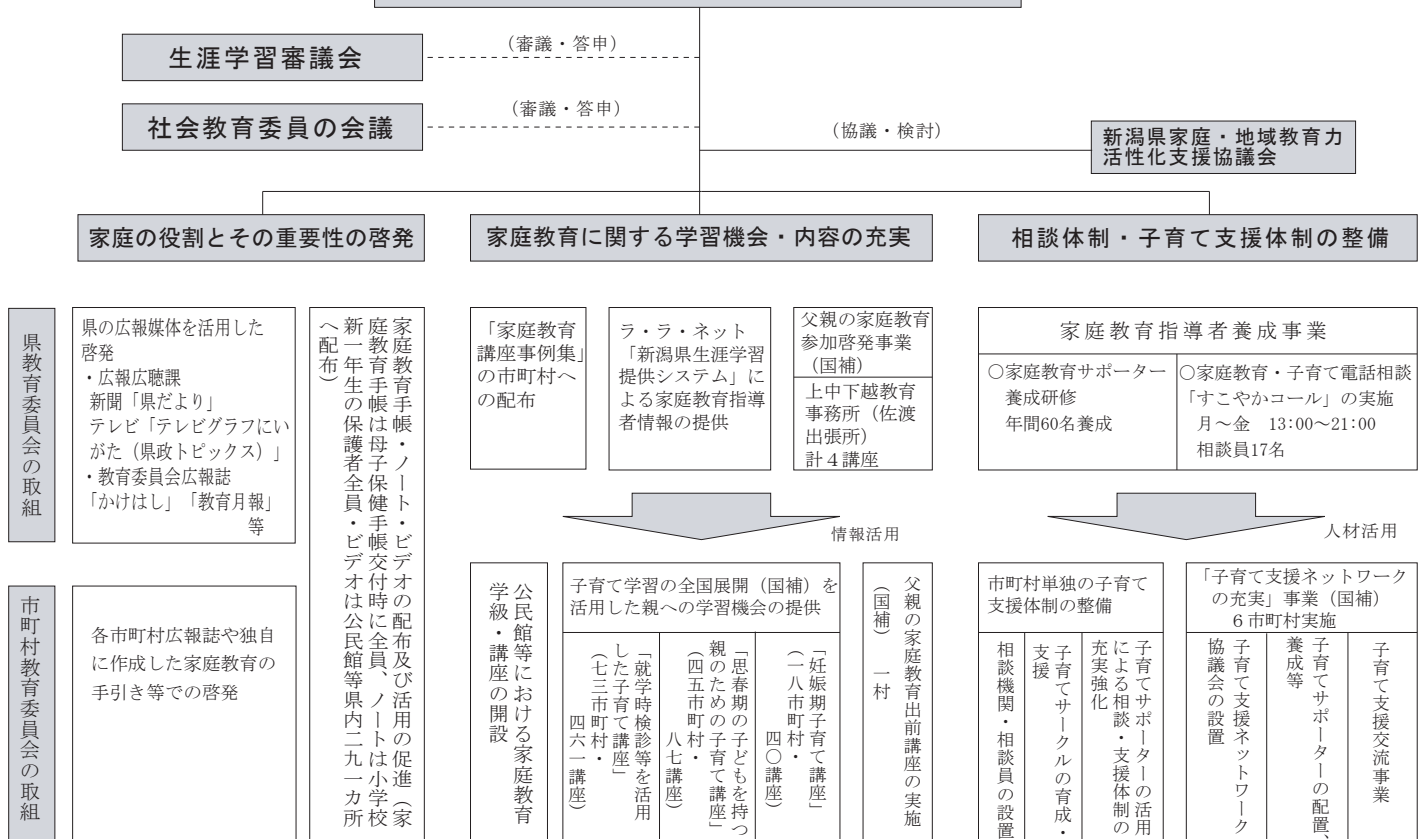 生涯学習審議会
(審議・答申)
社会教育委員の会議
(審議・答申)
(協議・検討)
新潟県家庭・地域教育力
活性化支援協議会
家庭の役割とその重要性の啓発
家庭教育に関する学習機会・内容の充実
相談体制・子育て支援体制の整備
県教育委員会の取組
県の広報媒体を活用した
啓発
・広報広聴課
新聞「県だより」
テレビ「テレビグラフにい
がた(県政トピックス)」
・教育委員会広報誌
「かけはし」「教育月報」
等
家庭教育手帳・ノート・ビデオの配布及び活用の促進(家
庭教育手帳は母子保健手帳交付時に全員、ノートは小学校
新一年生の保護者全員・ビデオは公民館等県内二九一カ所
へ配布)
「家庭教育
講座事例集」
の市町村へ
の配布
ラ・ラ・ネット
「新潟県生涯学習
提供システム」に
よる家庭教育指導
者情報の提供
父親の家庭教育
参加啓発事業
(国補)
上中下越教育
事務所(佐渡
出張所)
計4講座
家庭教育指導者養成事業
○家庭教育サポーター
養成研修
年間60名養成
○家庭教育・子育て電話相談
「すこやかコール」の実施
月~金 13:00~21:00
相談員17名
情報活用
人材活用
市町村教育委員会の取組
各市町村広報誌や独自
に作成した家庭教育の
手引き等での啓発
公民館等における家庭教育
学級・講座の開設
子育て学習の全国展開(国補)を
活用した親への学習機会の提供
「就学時検診等を活用
した子育て講座」
(七三市町村・
四六一講座)
「思春期の子どもを持つ
親のための子育て講座」
(四五市町村・
八七講座)
「妊娠期子育て講座」
(一八市町村・
四〇講座)
父親の家庭教育出前講座の実施
(国補) 一村
市町村単独の子育て
支援体制の整備
相談機関・相談員の設置
子育てサークルの育成・
支援
子育てサポーターの活用
による相談・支援体制の
充実強化
「子育て支援ネットワーク
の充実」事業(国補)
6市町村実施
子育て支援ネットワーク
協議会の設置
子育てサポーターの配置、
養成等
子育て支援交流事業